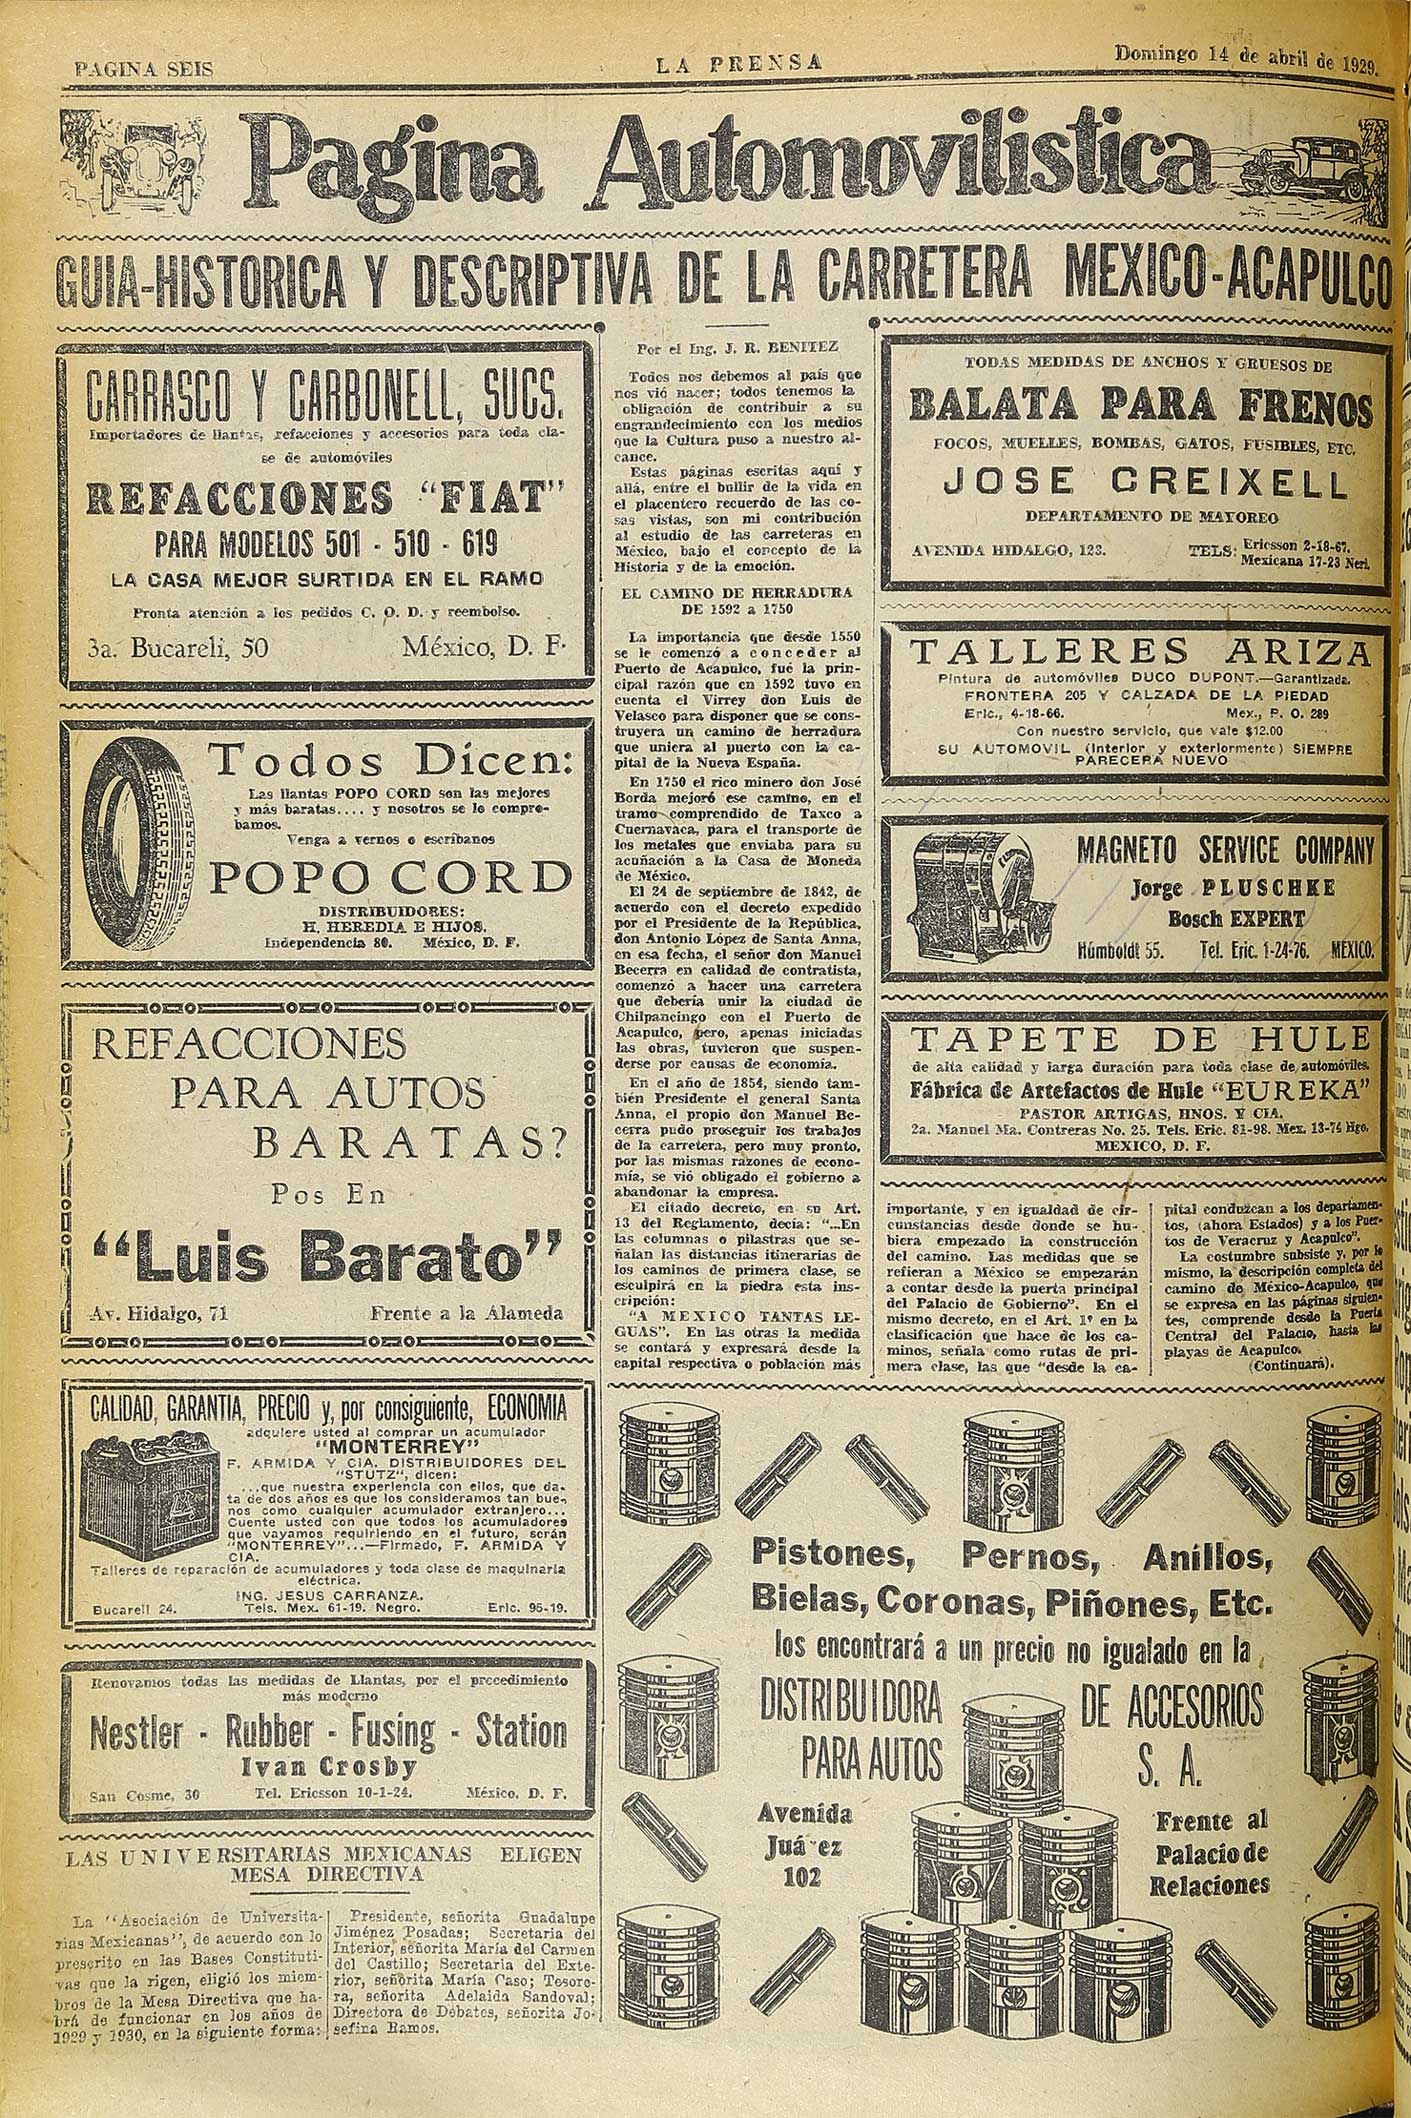 PAGINA SEIS
LA PRENSA
Domingo 14 de abril de 1929.
Pagina Automovilistica
GUIA-HISTORICA Y DESCRIPTIVA DE LA CARRETERA MEXICO-ACAPULCO
CARRASCO Y CARBONELL, SUCS.
Importadores de llantas, refacciones y accesorios para toda cla-
se de automóviles
REFACCIONES "FIAT"
PARA MODELOS 501 - 510 - 619
LA CASA MEJOR SURTIDA EN EL RAMO
Pronta atención a los pedidos C. O. D. y reembolso.
3a. Bucareli, 50 México, D. F.
Todos Dicen:
Las llantas POPO CORD son las mejores
y más baratas.... y nosotros se lo compro-
bamos.
Venga a vernos o escríbanos
POPO CORD
DISTRIBUIDORES:
H. HEREDIA E HIJOS.
Independencia 80. México, D. F.
REFACCIONES
PARA AUTOS
BARATAS?
Pos En
"Luis Barato"
Av. Hidalgo, 71 Frente a la Alameda
CALIDAD, GARANTIA, PRECIO y, por consiguiente, ECONOMIA
adquiere usted al comprar un acumulador
"MONTERREY"
F. ARMIDA Y CIA. DISTRIBUIDORES DEL
"STUTZ", dicen:
...que nuestra experiencia con ellos, que da-
ta de dos años es que los consideramos tan bue-
nos como cualquier acumulador extranjero...
Cuente usted con que todos los acumuladores
que vayamos requiriendo en el futuro, serán
"MONTERREY"...—Firmado, F. ARMIDA Y
CIA.
Talleres de reparación de acumuladores y toda clase de maquinaria
eléctrica.
ING. JESUS CARRANZA.
Bucareli 24. Tels. Mex. 61-19. Negro. Eric. 95-19.
Renovamos todas las medidas de Llantas, por el procedimiento
más moderno
Nestler - Rubber - Fusing - Station
Ivan Crosby
San Cosme, 30 Tel. Ericsson 10-1-24. México, D. F.
LAS UNIVERSITARIAS MEXICANAS ELIGEN
MESA DIRECTIVA
La "Asociación de Universita-
rias Mexicanas", de acuerdo con lo
prescrito en las Bases Constituti-
vas que la rigen, eligió los miem-
bros de la Mesa Directiva que ha-
brá de funcionar en los años de
1929 y 1930, en la siguiente forma:
Presidente, señorita Guadalupe
Jiménez Posadas; Secretaria del
Interior, señorita María del Carmen
del Castillo; Secretaria del Exte-
rior, señorita María Caso; Tesore-
ra, señorita Adelaida Sandoval;
Directora de Debates, señorita Jo-
sefina Ramos.
Por el Ing. J. R. BENITEZ
Todos nos debemos al país que
nos vió nacer; todos tenemos la
obligación de contribuir a su
engrandecimiento con los medios
que la Cultura puso a nuestro al-
cance.
Estas páginas escritas aquí y
allá, entre el bullir de la vida en
el placentero recuerdo de las co-
sas vistas, son mi contribución
al estudio de las carreteras en
México, bajo el concepto de la
Historia y de la emoción.
EL CAMINO DE HERRADURA
DE 1592 a 1750
La importancia que desde 1550
se le comenzó a conceder al
Puerto de Acapulco, fué la prin-
cipal razón que en 1592 tuvo en
cuenta el Virrey don Luis de
Velasco para disponer que se cons-
truyera un camino de herradura
que uniera al puerto con la ca-
pital de la Nueva España.
En 1750 el rico minero don José
Borda mejoró ese camino, en el
tramo comprendido de Taxco a
Cuernavaca, para el transporte de
los metales que enviaba para su
acuñación a la Casa de Moneda
de México.
El 24 de septiembre de 1842, de
acuerdo con el decreto expedido
por el Presidente de la República,
don Antonio López de Santa Anna,
en esa fecha, el señor don Manuel
Becerra en calidad de contratista,
comenzó a hacer una carretera
que debería unir la ciudad de
Chilpancingo con el Puerto de
Acapulco, pero, apenas iniciadas
las obras, tuvieron que suspen-
derse por causas de economía.
En el año de 1854, siendo tam-
bién Presidente el general Santa
Anna, el propio don Manuel Be-
cerra pudo proseguir los trabajos
de la carretera, pero muy pronto,
por las mismas razones de econo-
mía, se vió obligado el gobierno a
abandonar la empresa.
El citado decreto, en su Art.
13 del Reglamento, decía: "...En
las columnas o pilastras que se-
ñalan las distancias itinerarias de
los caminos de primera clase, se
esculpirá en la piedra esta ins-
cripción:
"A MEXICO TANTAS LE-
GUAS". En las otras la medida
se contará y expresará desde la
capital respectiva o población más
importante, y en igualdad de cir-
cunstancias desde donde se hu-
biera empezado la construcción
del camino. Las medidas que se
refieran a México se empezarán
a contar desde la puerta principal
del Palacio de Gobierno". En el
mismo decreto, en el Art. 1º en la
clasificación que hace de los ca-
minos, señala como rutas de pri-
mera clase, las que "desde la ca-
pital conduzcan a los departamen-
tos, (ahora Estados) y a los Puer-
tos de Veracruz y Acapulco".
La costumbre subsiste y, por lo
mismo, la descripción completa del
camino de México-Acapulco, que
se expresa en las páginas siguien-
tes, comprende desde la Puerta
Central del Palacio, hasta las
playas de Acapulco.
(Continuará).
TODAS MEDIDAS DE ANCHOS Y GRUESOS DE
BALATA PARA FRENOS
FOCOS, MUELLES, BOMBAS, GATOS, FUSIBLES, ETC.
JOSE CREIXELL
DEPARTAMENTO DE MAYOREO
AVENIDA HIDALGO, 123. TELS: Ericsson 2-18-67.
Mexicana 17-23 Neri.
TALLERES ARIZA
Pintura de automóviles DUCO DUPONT.—Garantizada.
FRONTERA 205 Y CALZADA DE LA PIEDAD
Eric., 4-18-66. Mex., P. O. 289
Con nuestro servicio, que vale $12.00
SU AUTOMOVIL (Interior y exteriormente) SIEMPRE
PARECERA NUEVO
MAGNETO SERVICE COMPANY
Jorge PLUSCHKE
Bosch EXPERT
Humboldt 55. Tel. Eric. 1-24-76. MEXICO.
TAPETE DE HULE
de alta calidad y larga duración para toda clase de automóviles.
Fábrica de Artefactos de Hule "EUREKA"
PASTOR ARTIGAS, HNOS. Y CIA.
2a. Manuel Ma. Contreras No. 25. Tels. Eric. 81-98. Mex. 13-74 Hgo.
MEXICO, D. F.
Pistones, Pernos, Anillos,
Bielas, Coronas, Piñones, Etc.
los encontrará a un precio no igualado en la
DISTRIBUIDORA DE ACCESORIOS
PARA AUTOS S. A.
Avenida
Juárez
102
Frente al
Palacio de
Relaciones